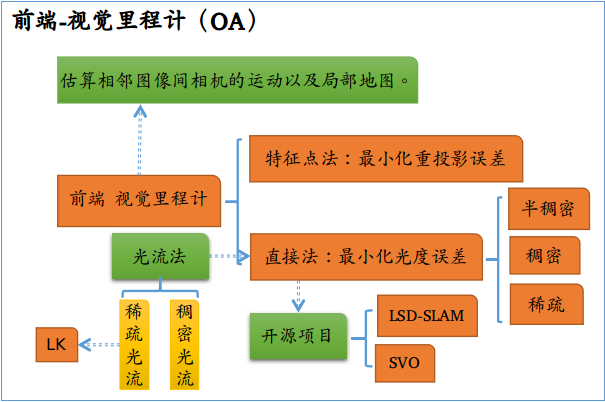 前端-视觉里程计（OA）
估算相邻图像间相机的运动以及局部地图。
特征点法：最小化重投影误差
前端 视觉里程计
半稠密
光流法
直接法：最小化光度误差
稠密
稀疏
LSD-SLAM
开源项目
SVO
稀疏光流
稠密光流
LK